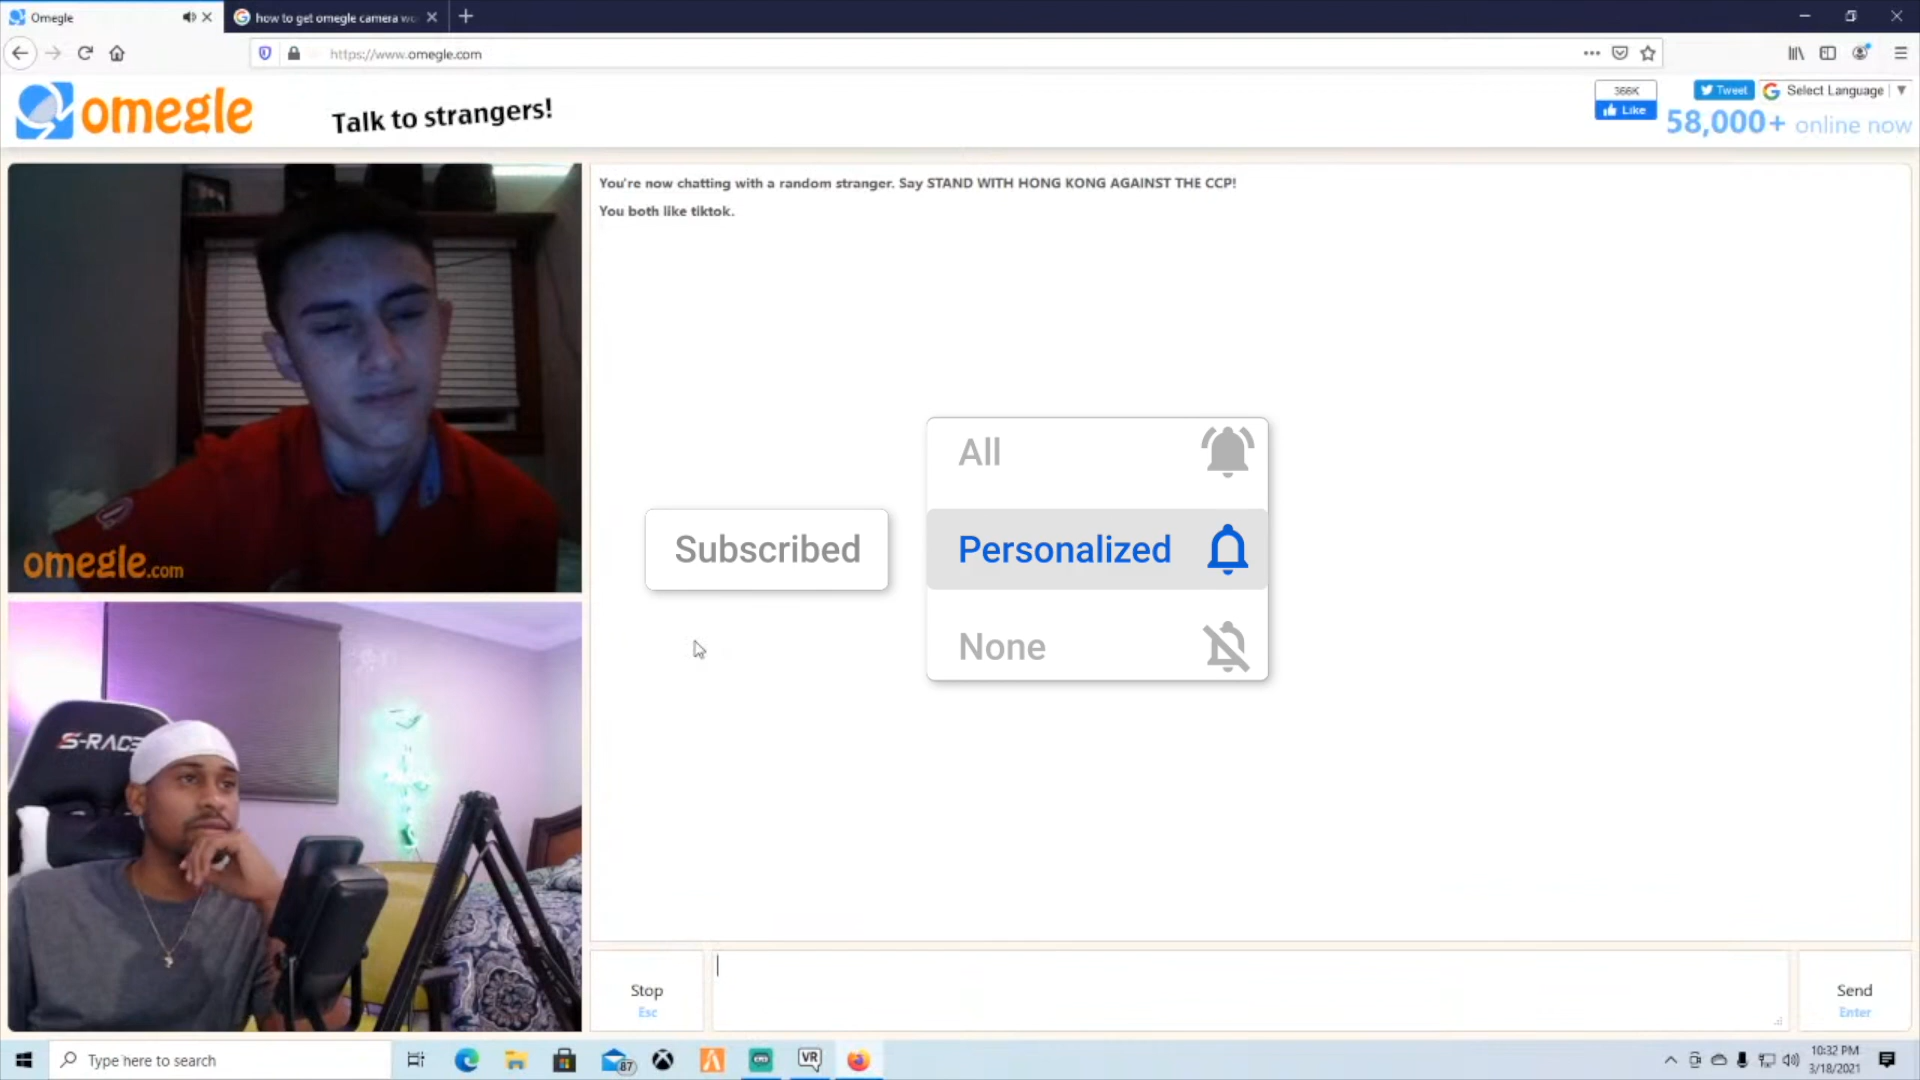 Omegle
how to get omegle camera wo
https://www.omegle.com
omegle
Talk to strangers!
366K
Like
Tweet
Select Language
58,000+ online now
You're now chatting with a random stranger. Say STAND WITH HONG KONG AGAINST THE CCP!
You both like tiktok.
All
Subscribed
Personalized
None
omegle.com
S-RACE
Stop
Esc
Send
Enter
Type here to search
87
VR
10:32 PM
3/18/2021